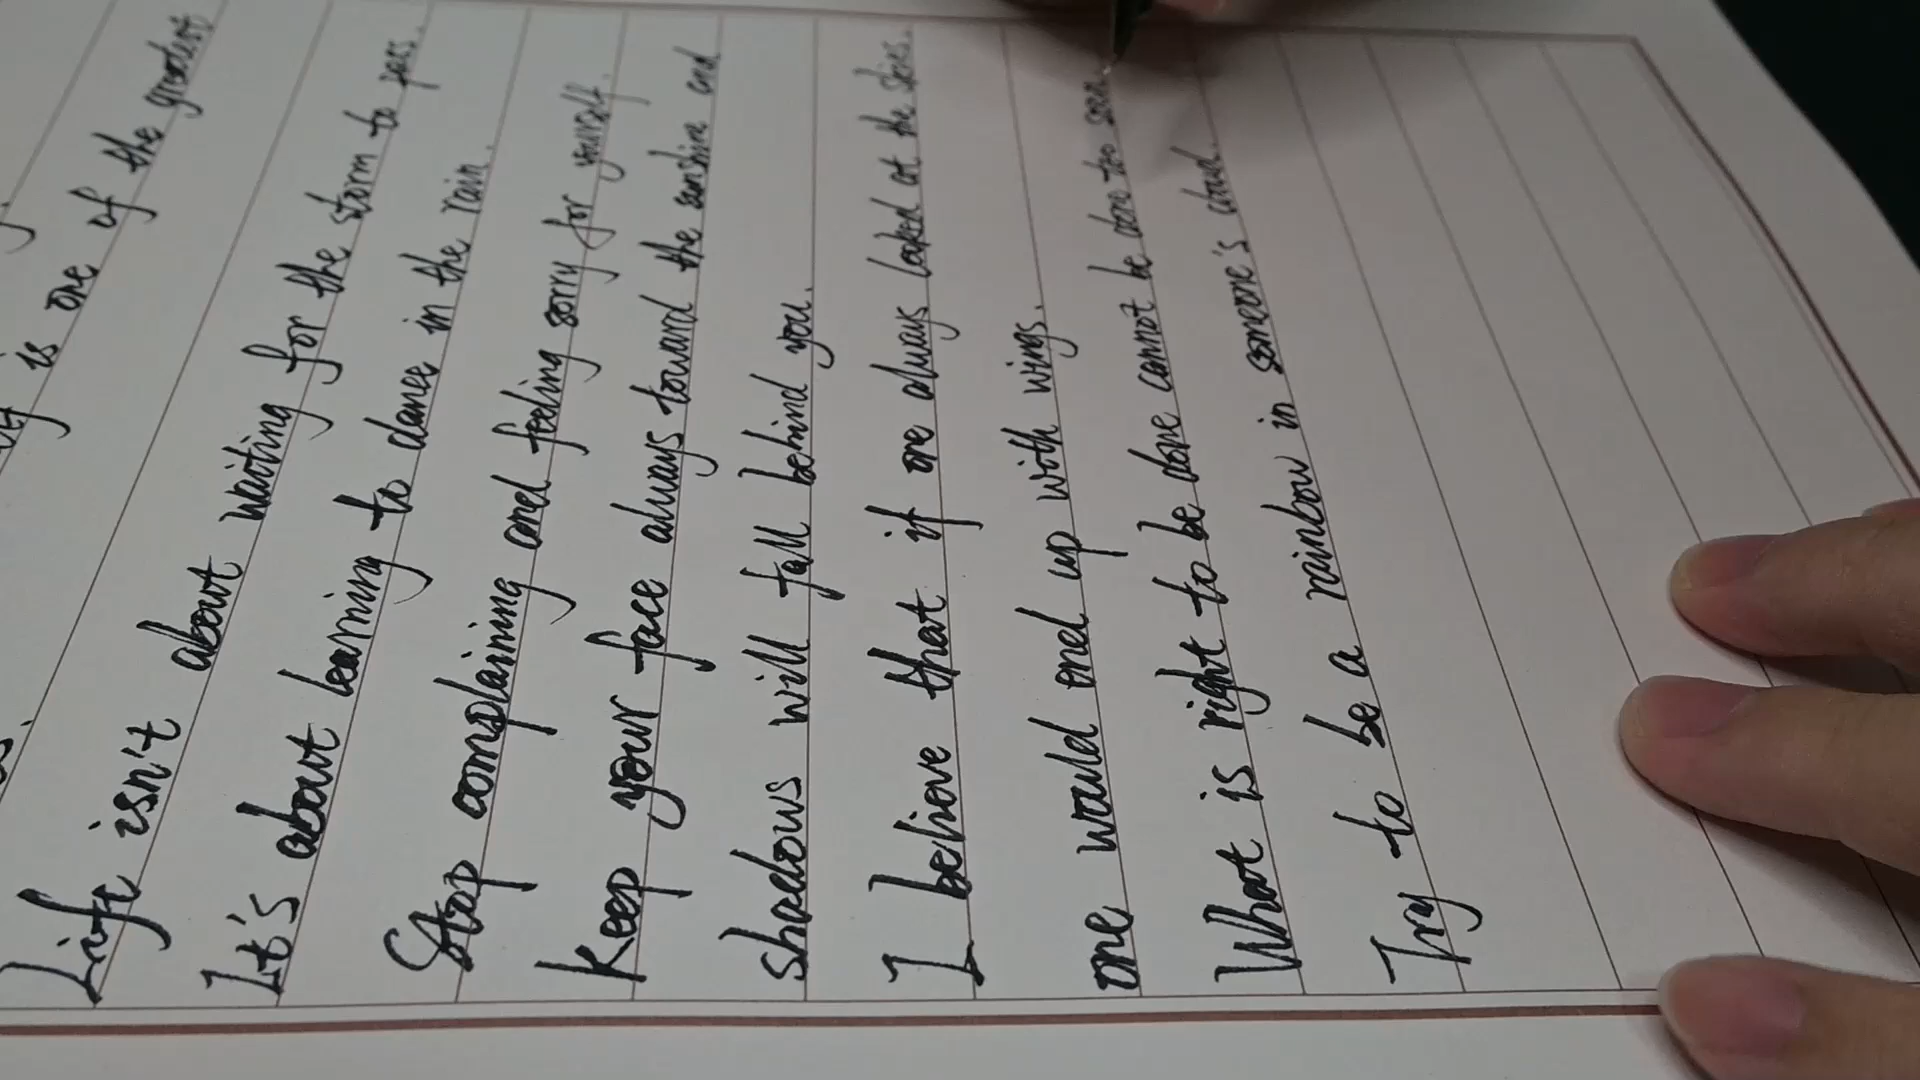 is one of the greatest
Life isn't about waiting for the storm to pass.
It's about learning to dance in the rain.
Stop complaining and feeling sorry for yourself.
Keep your face always toward the sunshine and
shadows will fall behind you.
I believe that if one always looked at the skies.
one would end up with wings.
What is right to be done cannot be done too soon.
Try to be a rainbow in someone's cloud.